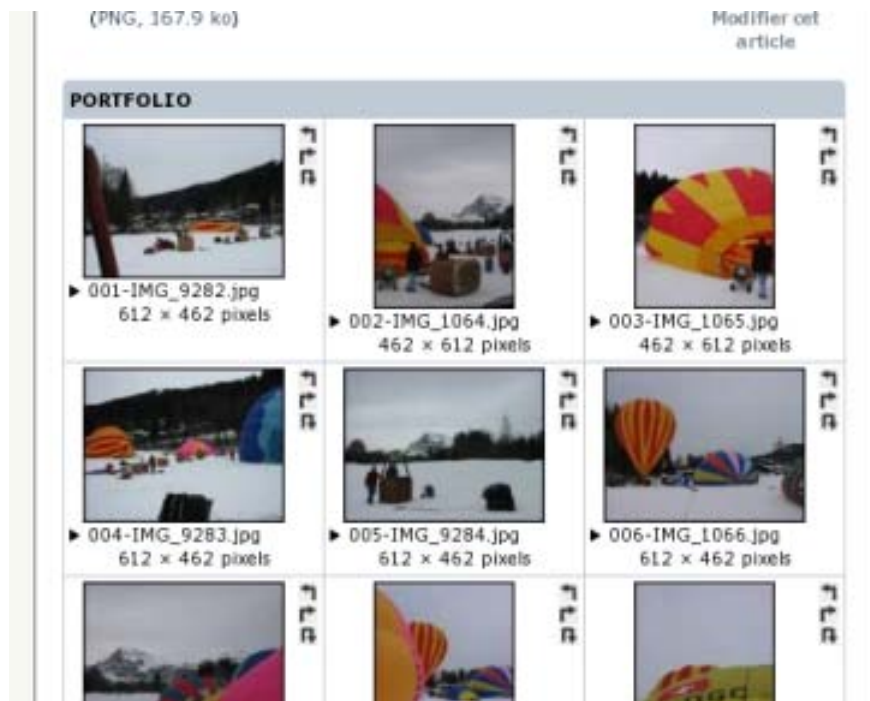 (PNG, 167.9 ko)
Modifier cet
article
PORTFOLIO
001-IMG_9282.jpg
612 × 462 pixels
002-IMG_1064.jpg
462 × 612 pixels
003-IMG_1065.jpg
462 × 612 pixels
004-IMG_9283.jpg
612 × 462 pixels
005-IMG_9284.jpg
612 × 462 pixels
006-IMG_1066.jpg
612 × 462 pixels